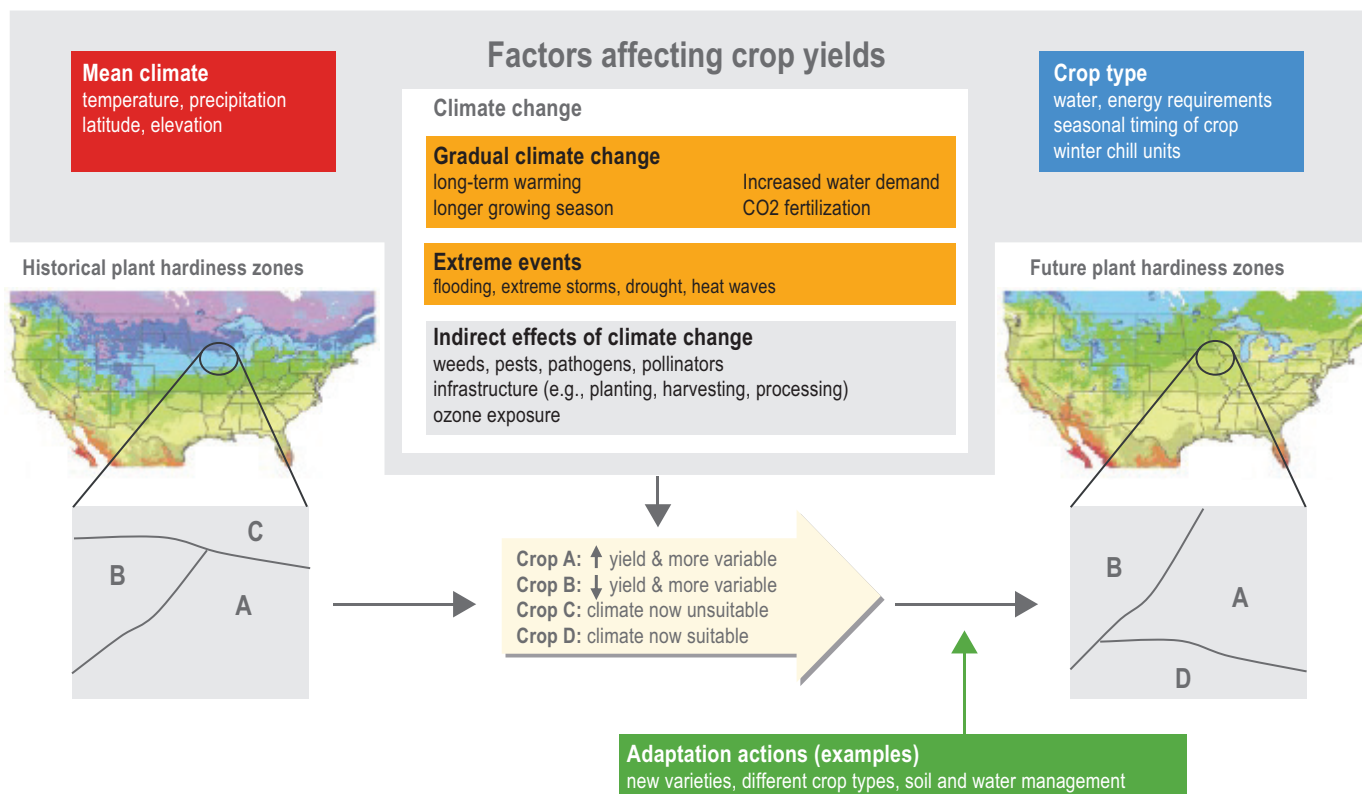 Factors affecting crop yields
Mean climate
temperature, precipitation
latitude, elevation
Climate change
Gradual climate change
long-term warming
longer growing season
Increased water demand
CO2 fertilization
Extreme events
flooding, extreme storms, drought, heat waves
Indirect effects of climate change
weeds, pests, pathogens, pollinators
infrastructure (e.g., planting, harvesting, processing)
ozone exposure
Crop type
water, energy requirements
seasonal timing of crop
winter chill units
Historical plant hardiness zones
Future plant hardiness zones
C
B
A
Crop A: ↑ yield & more variable
Crop B: ↓ yield & more variable
Crop C: climate now unsuitable
Crop D: climate now suitable
B
A
D
Adaptation actions (examples)
new varieties, different crop types, soil and water management